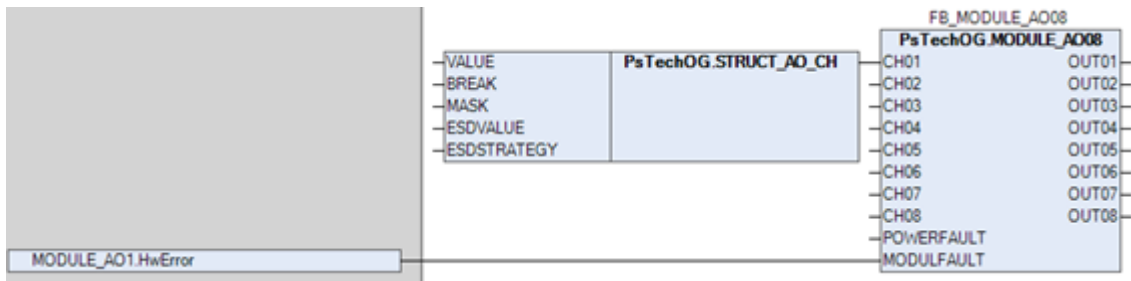 FB_MODULE_AO08
PsTechOG.MODULE_AO08
VALUE PsTechOG.STRUCT_AO_CH CH01 OUT01
BREAK CH02 OUT02
MASK CH03 OUT03
ESDVALUE CH04 OUT04
ESDSTRATEGY CH05 OUT05
CH06 OUT06
CH07 OUT07
CH08 OUT08
POWERFAULT
MODULE_AO1.HwError MODULFAULT